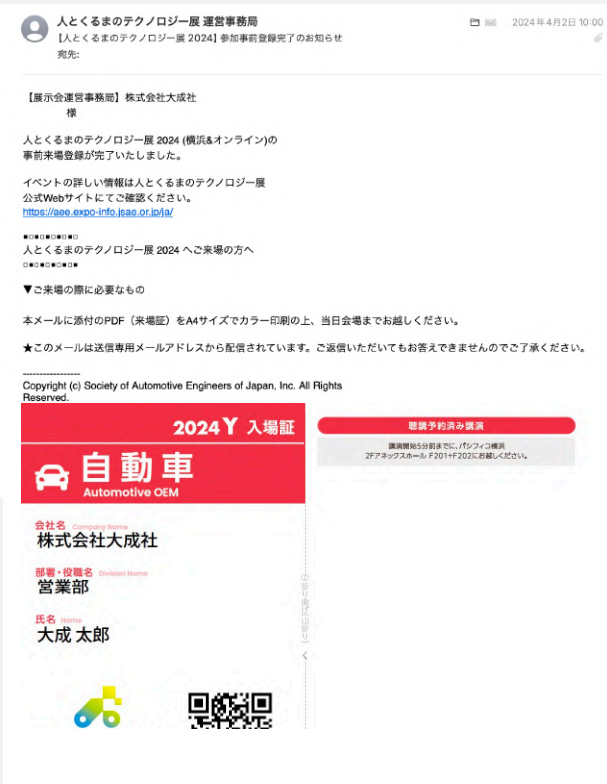 人とくるまのテクノロジー展 運営事務局
2024年4月2日 10:00
【人とくるまのテクノロジー展 2024】参加事前登録完了のお知らせ
宛先:
【展示会運営事務局】株式会社大成社
様
人とくるまのテクノロジー展 2024 (横浜&オンライン)の
事前来場登録が完了いたしました。
イベントの詳しい情報は人とくるまのテクノロジー展
公式Webサイトにてご確認ください。
https://aee.expo-info.jsae.or.jp/ja/
■□■□■□■□■□
人とくるまのテクノロジー展 2024 へご来場の方へ
□■□■□■□■□■
▼ご来場の際に必要なもの
本メールに添付のPDF（来場証）をA4サイズでカラー印刷の上、当日会場までお越しください。
★このメールは送信専用メールアドレスから配信されています。ご返信いただいてもお答えできませんのでご了承ください。
-----------------
Copyright (c) Society of Automotive Engineers of Japan, Inc. All Rights
Reserved.
2024 Y 入場証
自動車
Automotive OEM
会社名 Company Name
株式会社大成社
部署・役職名 Division Name
営業部
氏名 Name
大成 太郎
①折り曲げ(山折り)
聴講予約済み講演
講演開始5分前までに、パシフィコ横浜
2Fアネックスホール F201+F202にお越しください。